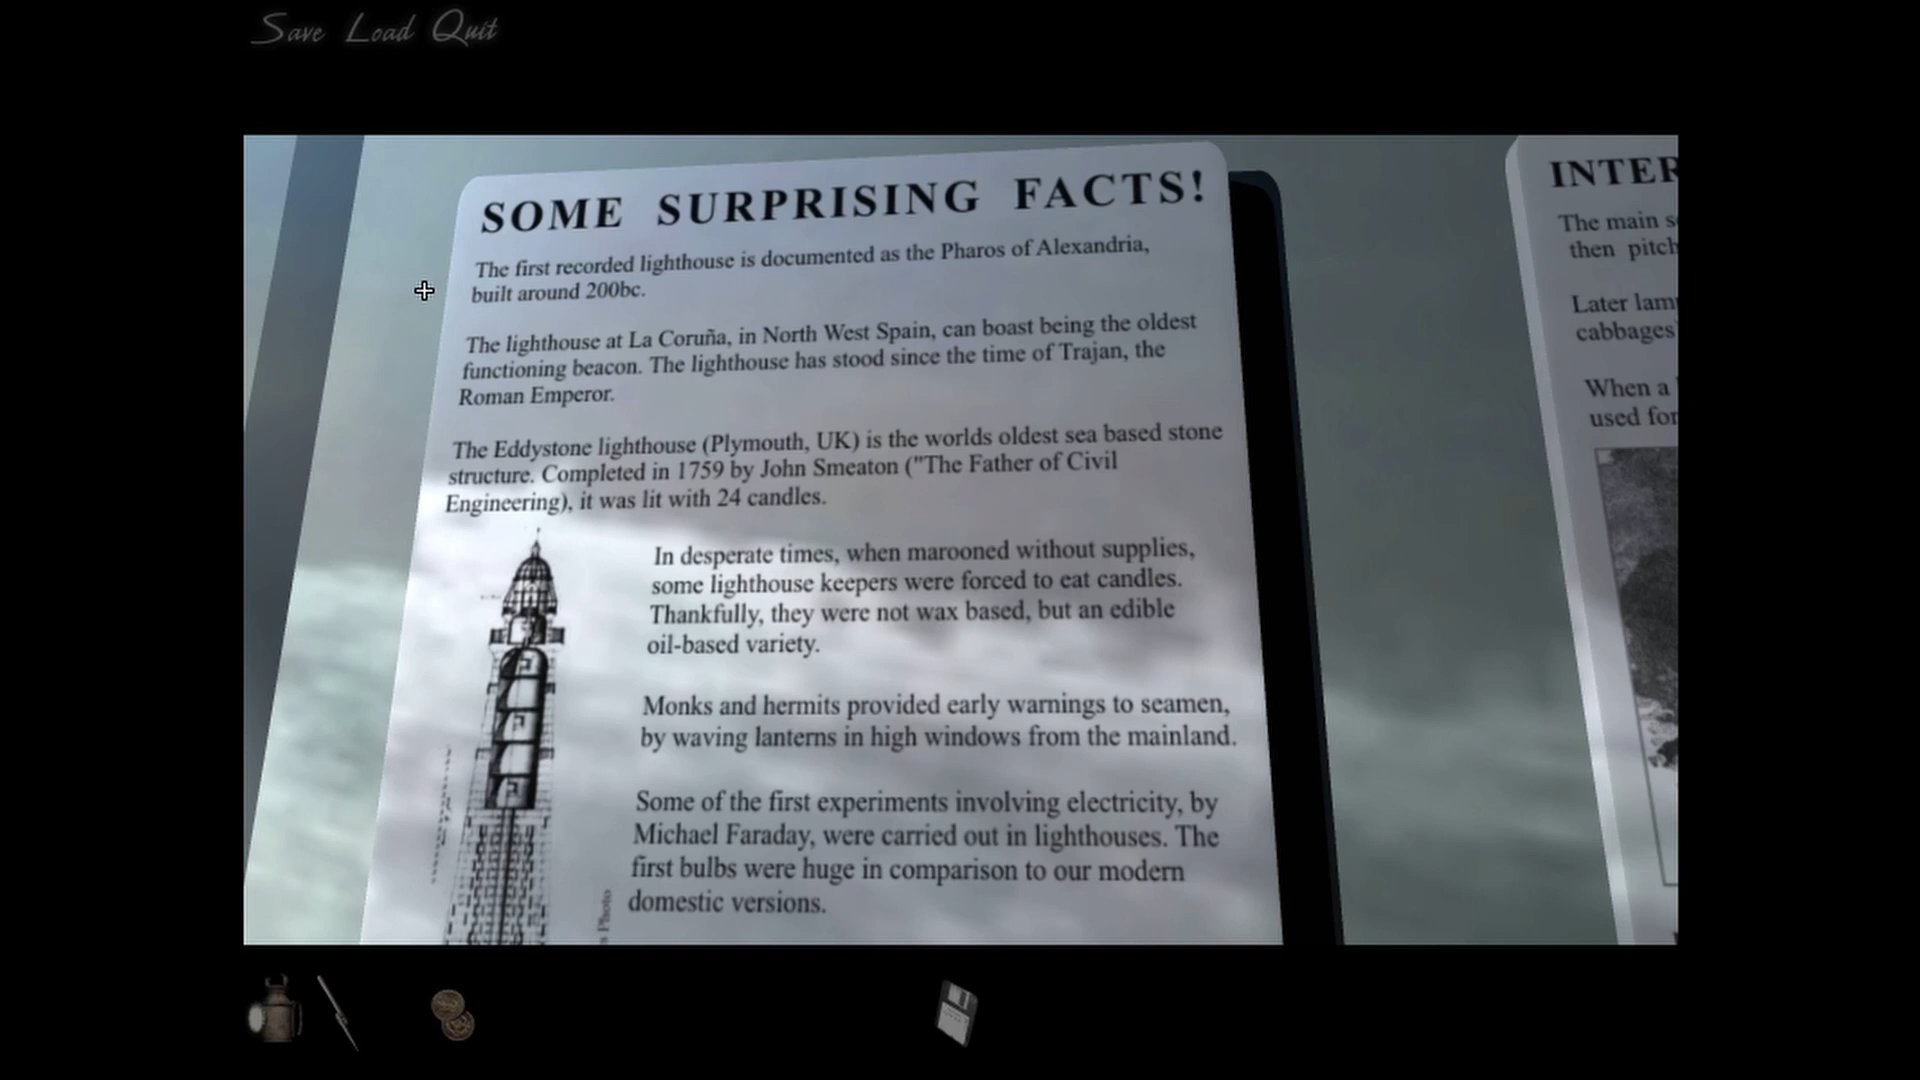 Save Load Quit
SOME SURPRISING FACTS!
The first recorded lighthouse is documented as the Pharos of Alexandria,
built around 200bc.
The lighthouse at La Coruña, in North West Spain, can boast being the oldest
functioning beacon. The lighthouse has stood since the time of Trajan, the
Roman Emperor.
The Eddystone lighthouse (Plymouth, UK) is the worlds oldest sea based stone
structure. Completed in 1759 by John Smeaton ("The Father of Civil
Engineering), it was lit with 24 candles.
In desperate times, when marooned without supplies,
some lighthouse keepers were forced to eat candles.
Thankfully, they were not wax based, but an edible
oil-based variety.
Monks and hermits provided early warnings to seamen,
by waving lanterns in high windows from the mainland.
Some of the first experiments involving electricity, by
Michael Faraday, were carried out in lighthouses. The
first bulbs were huge in comparison to our modern
domestic versions.
s Photo
INTER
The main s
then pitch
Later lam
cabbages'
When a
used for